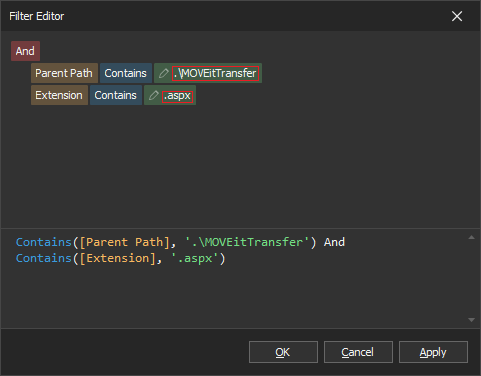 Filter Editor
And
Parent Path Contains .\MOVEitTransfer
Extension Contains .aspx
Contains([Parent Path], '.\MOVEitTransfer') And
Contains([Extension], '.aspx')
OK Cancel Apply